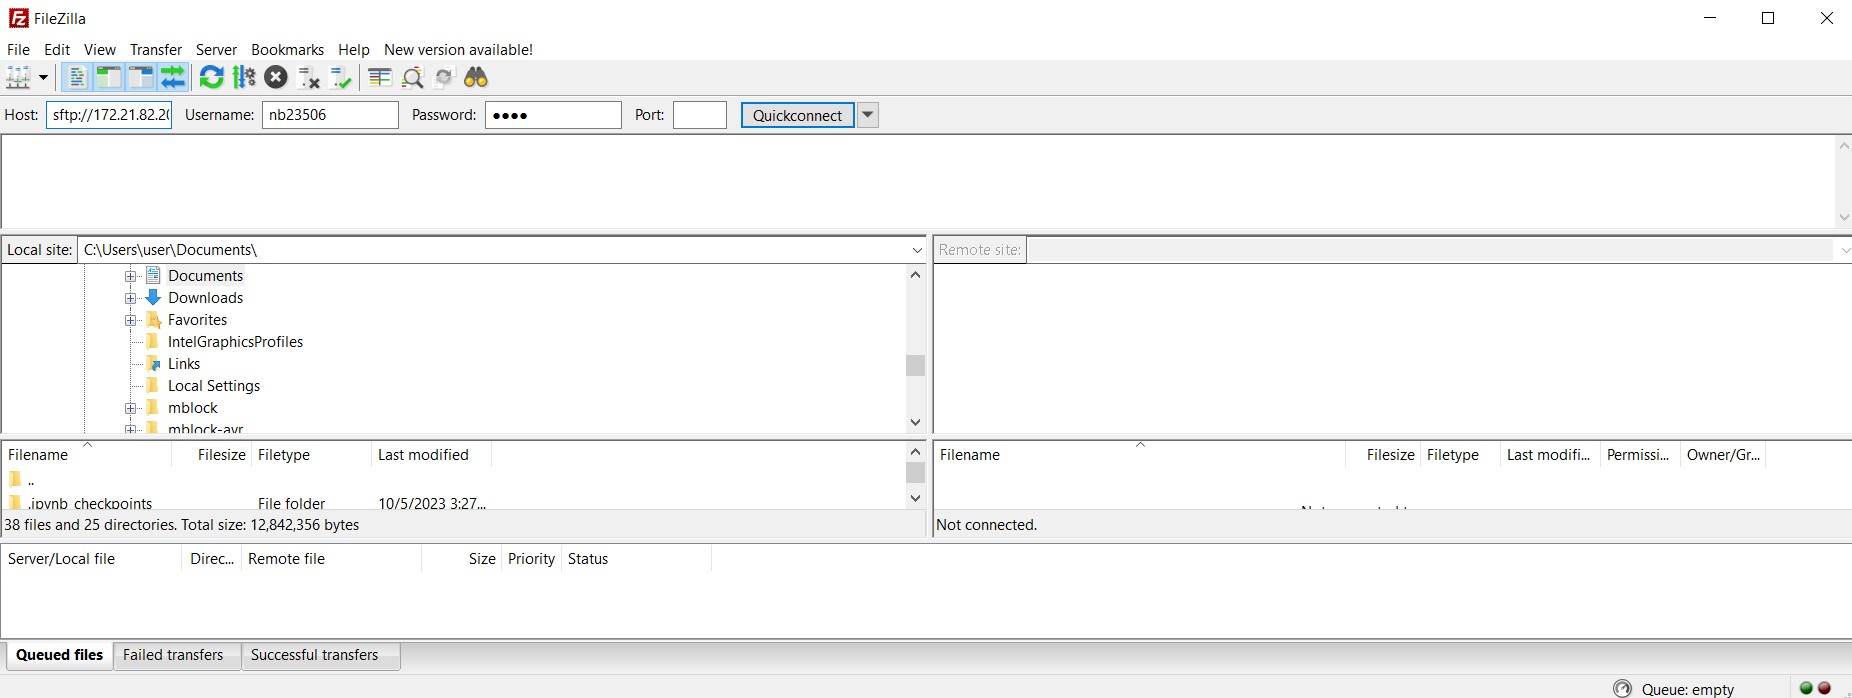 FileZilla
File Edit View Transfer Server Bookmarks Help New version available!
Host: sftp://172.21.82.20 Username: nb23506 Password: ●●●● Port: Quickconnect
Local site: C:\Users\user\Documents\ Remote site:
Documents
Downloads
Favorites
IntelGraphicsProfiles
Links
Local Settings
mblock
mblock-avr
Filename Filesize Filetype Last modified Filename Filesize Filetype Last modifi... Permissi... Owner/Gr...
..
.ipynb_checkpoints File folder 10/5/2023 3:27...
38 files and 25 directories. Total size: 12,842,356 bytes Not connected.
Server/Local file Direc... Remote file Size Priority Status
Queued files Failed transfers Successful transfers
Queue: empty